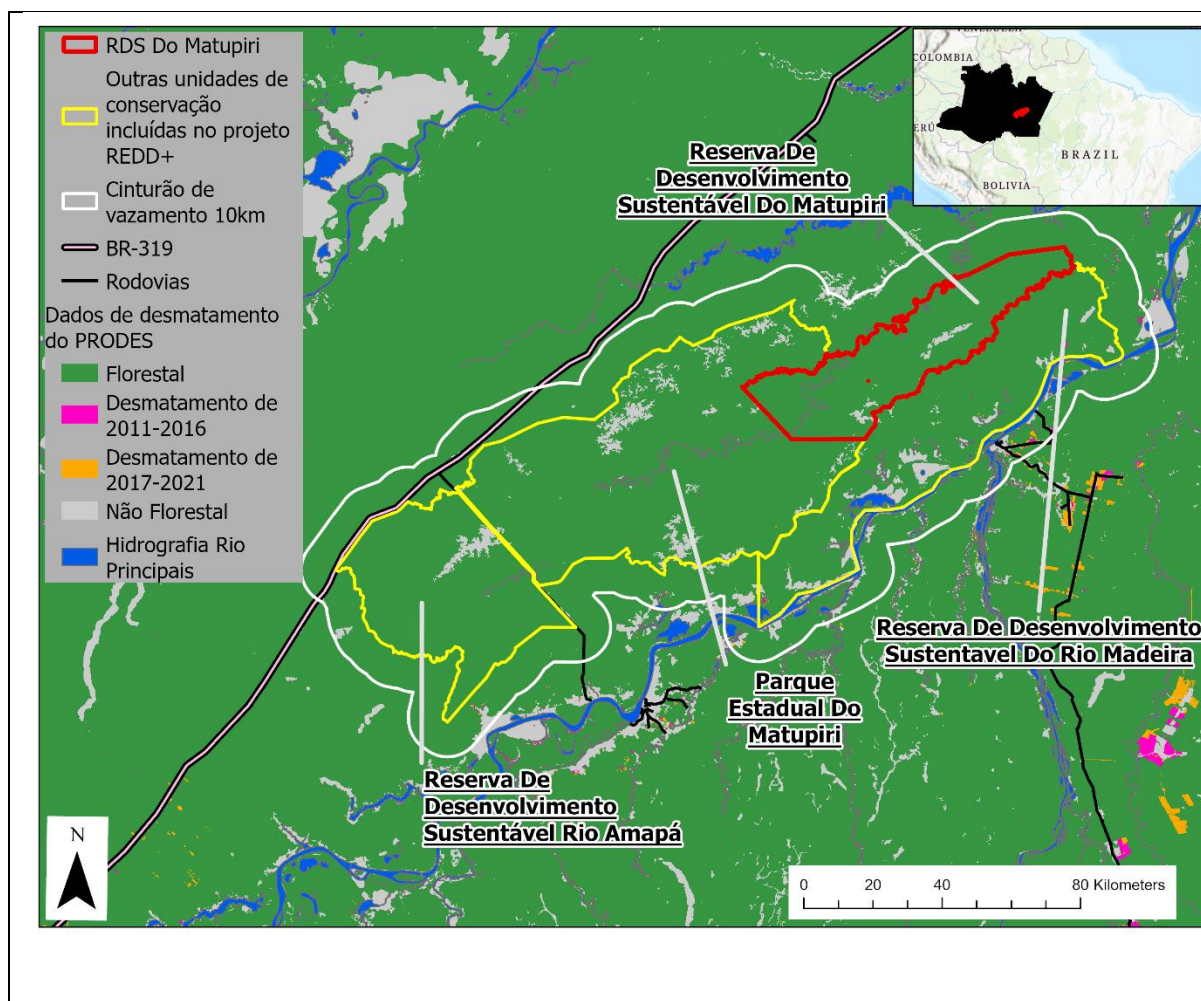 RDS Do Matupiri
Outras unidades de
conservação
incluídas no projeto
REDD+
Cinturão de
vazamento 10km
BR-319
Rodovias
Dados de desmatamento
do PRODES
Florestal
Desmatamento de
2011-2016
Desmatamento de
2017-2021
Não Florestal
Hidrografia Rio
Principais
VENEZUELA
COLOMBIA
PERÚ
BRAZIL
BOLIVIA
Reserva De
Desenvolvimento
Sustentável Do Matupiri
Reserva De Desenvolvimento
Sustentavel Do Rio Madeira
Parque
Estadual Do
Matupiri
Reserva De
Desenvolvimento
Sustentável Rio Amapá
N
0 20 40 80 Kilometers